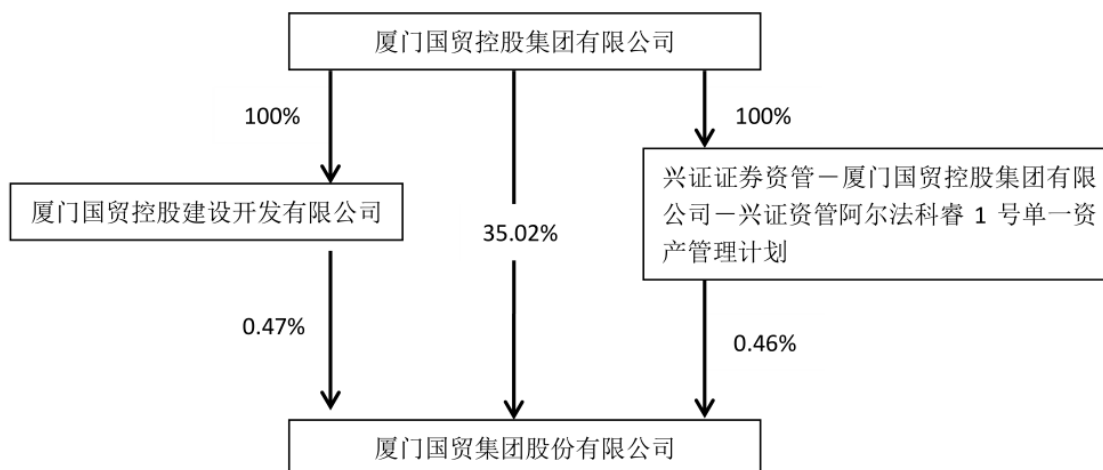 厦门国贸控股集团有限公司
100%
100%
厦门国贸控股建设开发有限公司
35.02%
兴证证券资管－厦门国贸控股集团有限
公司－兴证资管阿尔法科睿 1 号单一资
产管理计划
0.47%
0.46%
厦门国贸集团股份有限公司